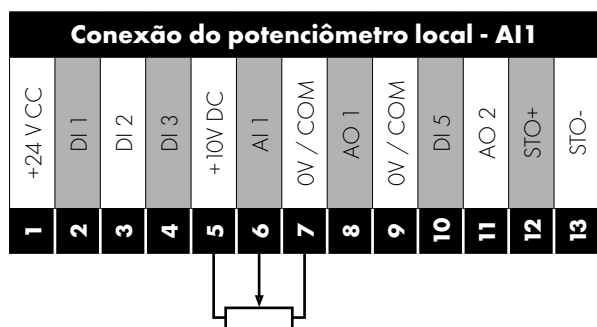 Conexão do potenciômetro local - AI1
+24 V CC
DI 1
DI 2
DI 3
+10V DC
AI 1
0V / COM
AO 1
0V / COM
DI 5
AO 2
STO+
STO-
1
2
3
4
5
6
7
8
9
10
11
12
13